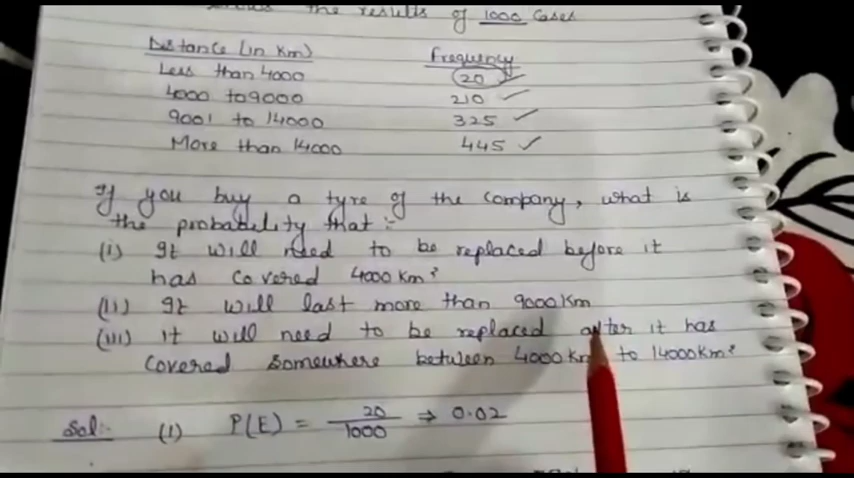 the results of 1000 Cases
Distance (in Km) Frequency
Less than 4000 20
4000 to 9000 210
9001 to 14000 325
More than 14000 445
If you buy a tyre of the Company, what is
the probability that :-
(i) It will need to be replaced before it
has covered 4000 Km?
(ii) It will last more than 9000 Km
(iii) it will need to be replaced after it has
Covered Somewhere between 4000 Km to 14000 Km?
Sol:- (1) P(E) = 20/1000 ⇒ 0.02